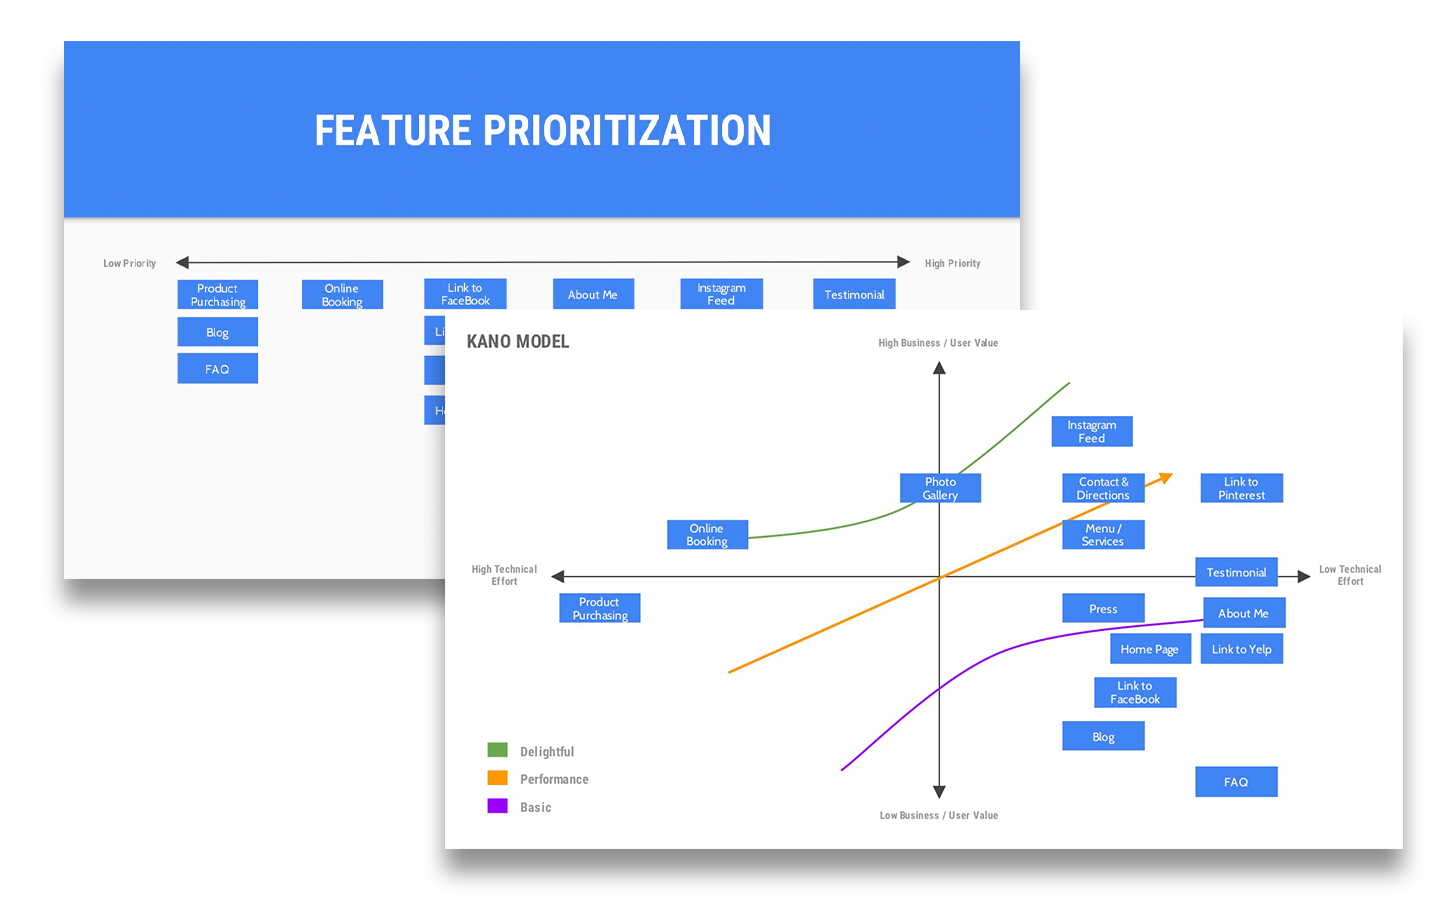 FEATURE PRIORITIZATION
Low Priority
High Priority
Product
Purchasing
Online
Booking
Link to
FaceBook
About Me
Instagram
Feed
Testimonial
Blog
FAQ
KANO MODEL
High Business / User Value
Instagram
Feed
Photo
Gallery
Contact &
Directions
Link to
Pinterest
Online
Booking
Menu /
Services
High Technical
Effort
Testimonial
Low Technical
Effort
Product
Purchasing
Press
About Me
Home Page
Link to Yelp
Link to
FaceBook
Blog
FAQ
Delightful
Performance
Basic
Low Business / User Value